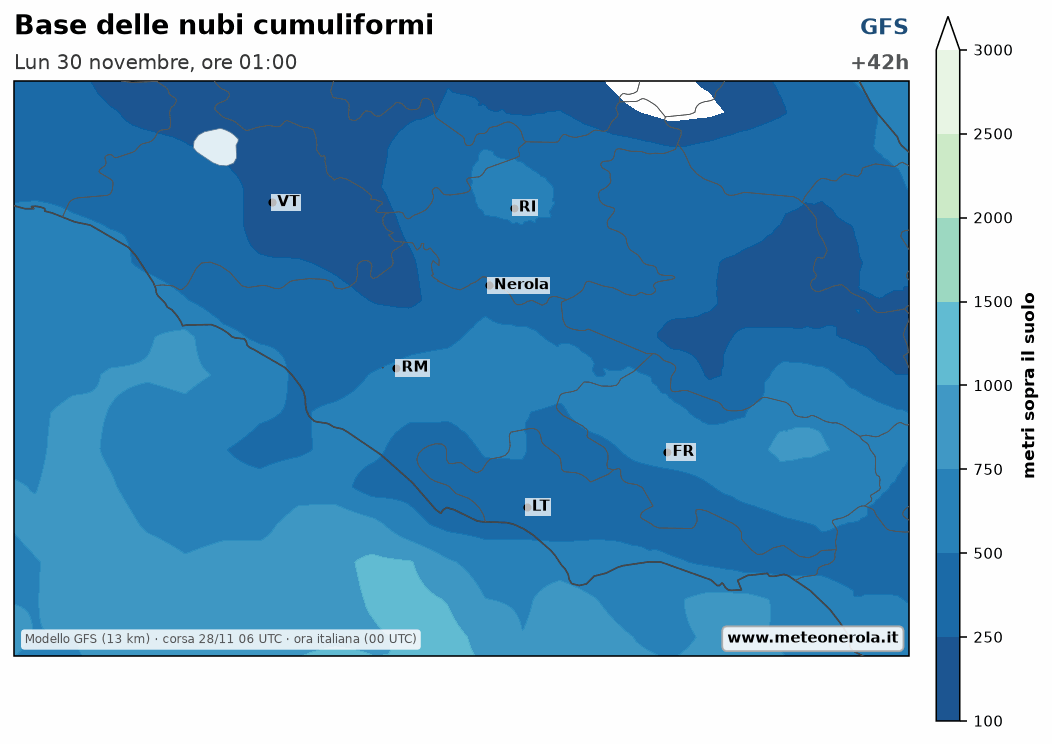 Base delle nubi cumuliformi
GFS
Lun 30 novembre, ore 01:00
+42h
3000
2500
2000
1500
1000
750
500
250
100
metri sopra il suolo
VT
RI
Nerola
RM
FR
LT
Modello GFS (13 km) · corsa 28/11 06 UTC · ora italiana (00 UTC)
www.meteonerola.it